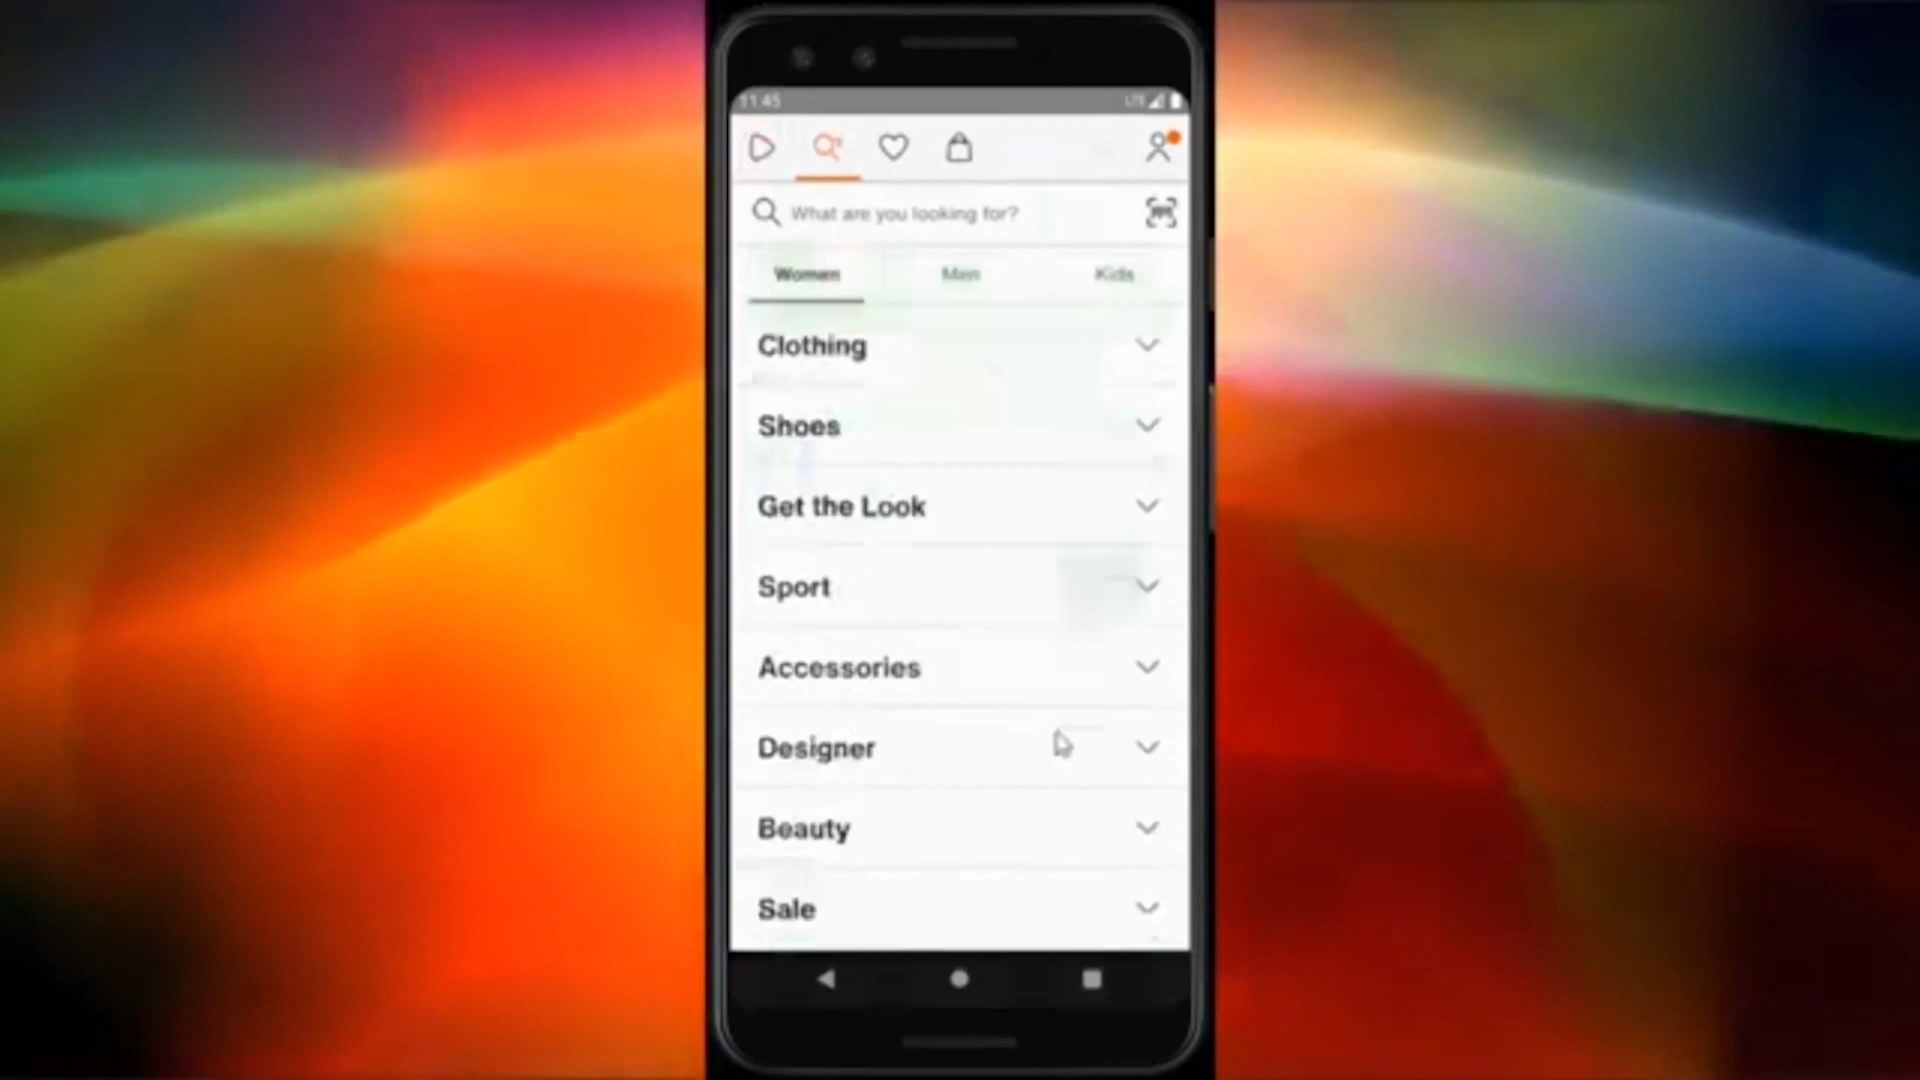 11:45
LTE
What are you looking for?
Women
Men
Kids
Clothing
Shoes
Get the Look
Sport
Accessories
Designer
Beauty
Sale